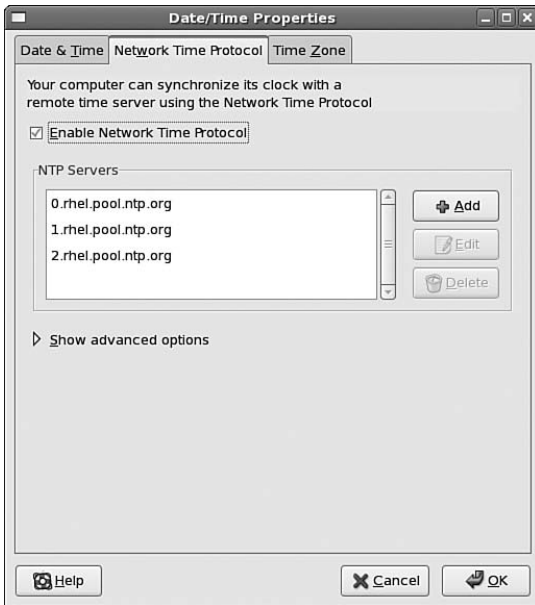 Date/Time Properties
Date & Time
Network Time Protocol
Time Zone
Your computer can synchronize its clock with a
remote time server using the Network Time Protocol
Enable Network Time Protocol
NTP Servers
0.rhel.pool.ntp.org
1.rhel.pool.ntp.org
2.rhel.pool.ntp.org
Add
Edit
Delete
Show advanced options
Help
Cancel
OK